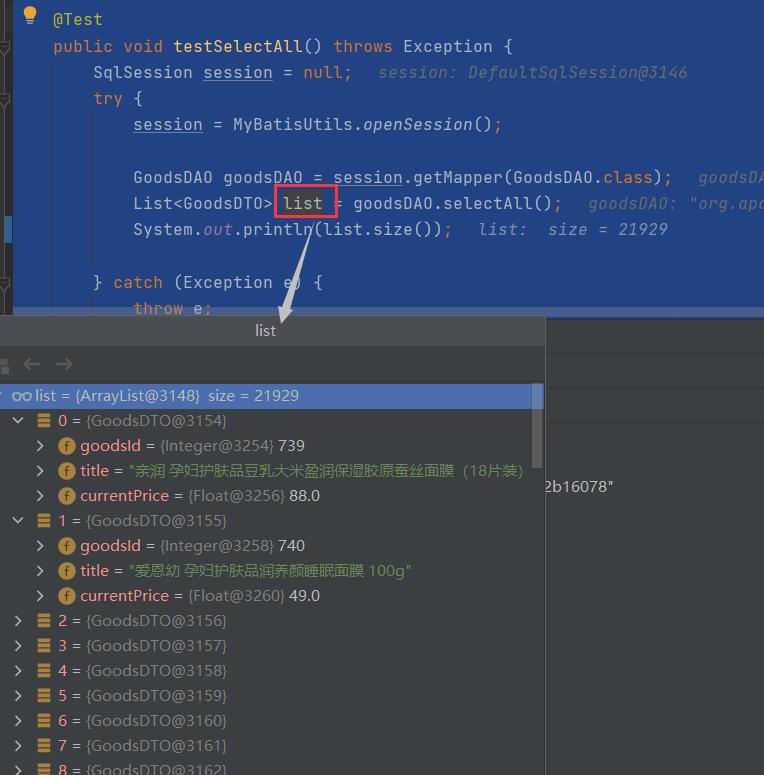 @Test
public void testSelectAll() throws Exception {
SqlSession session = null;  session: DefaultSqlSession@3146
try {
session = MyBatisUtils.openSession();
GoodsDAO goodsDAO = session.getMapper(GoodsDAO.class);  goodsDA
List<GoodsDTO> list = goodsDAO.selectAll();  goodsDAO: "org.apa
System.out.println(list.size());  list:  size = 21929
} catch (Exception e) {
throw e;
list
list = {ArrayList@3148}  size = 21929
0 = {GoodsDTO@3154}
f goodsId = {Integer@3254} 739
f title = "亲润 孕妇护肤品豆乳大米盈润保湿胶原蚕丝面膜（18片装）
2b16078"
f currentPrice = {Float@3256} 88.0
1 = {GoodsDTO@3155}
f goodsId = {Integer@3258} 740
f title = "爱恩幼 孕妇护肤品润养颜睡眠面膜 100g"
f currentPrice = {Float@3260} 49.0
2 = {GoodsDTO@3156}
3 = {GoodsDTO@3157}
4 = {GoodsDTO@3158}
5 = {GoodsDTO@3159}
6 = {GoodsDTO@3160}
7 = {GoodsDTO@3161}
8 = {GoodsDTO@3162}